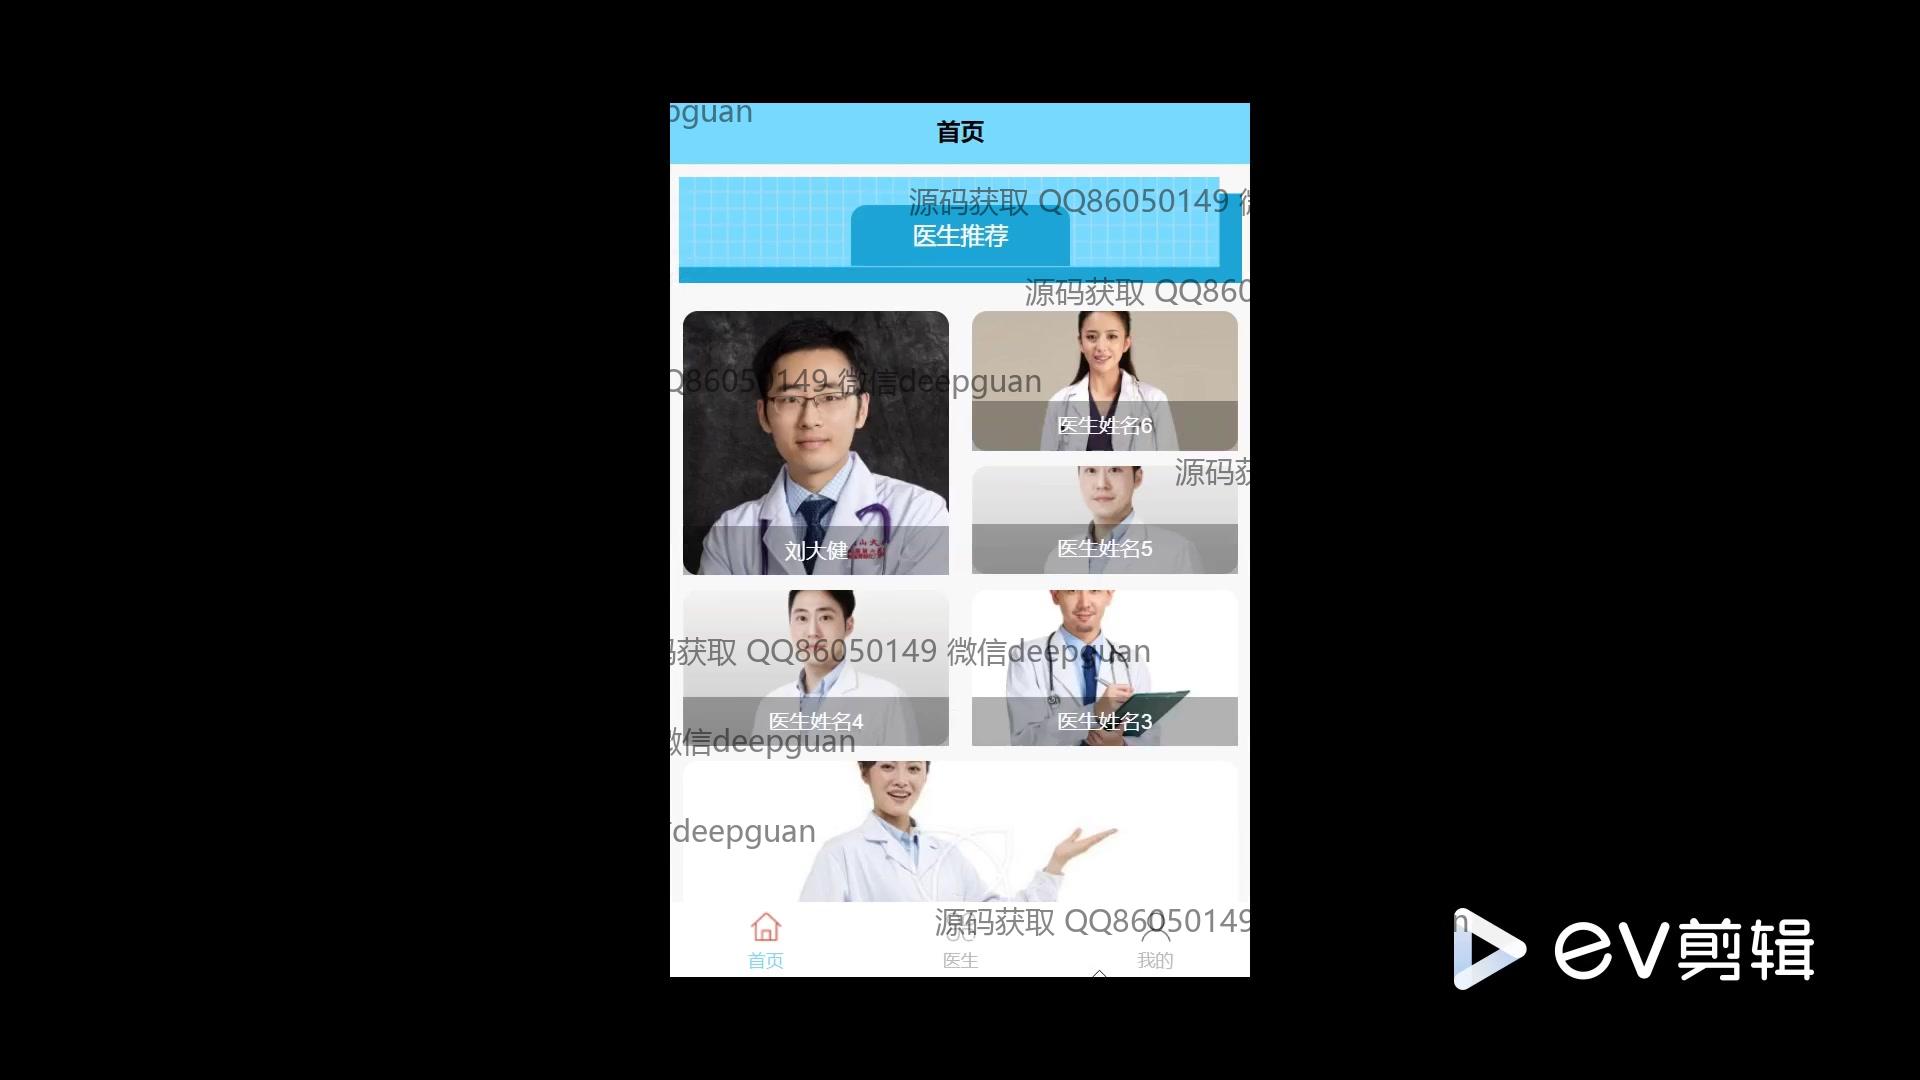 pguan
首页
源码获取 QQ86050149
医生推荐
源码获取 QQ860
Q86050149 微信deepguan
医生姓名6
源码获
医生姓名5
刘大健
码获取 QQ86050149 微信deepguan
医生姓名4
医生姓名3
微信deepguan
deepguan
源码获取 QQ86050149
首页
医生
我的
n
ev剪辑